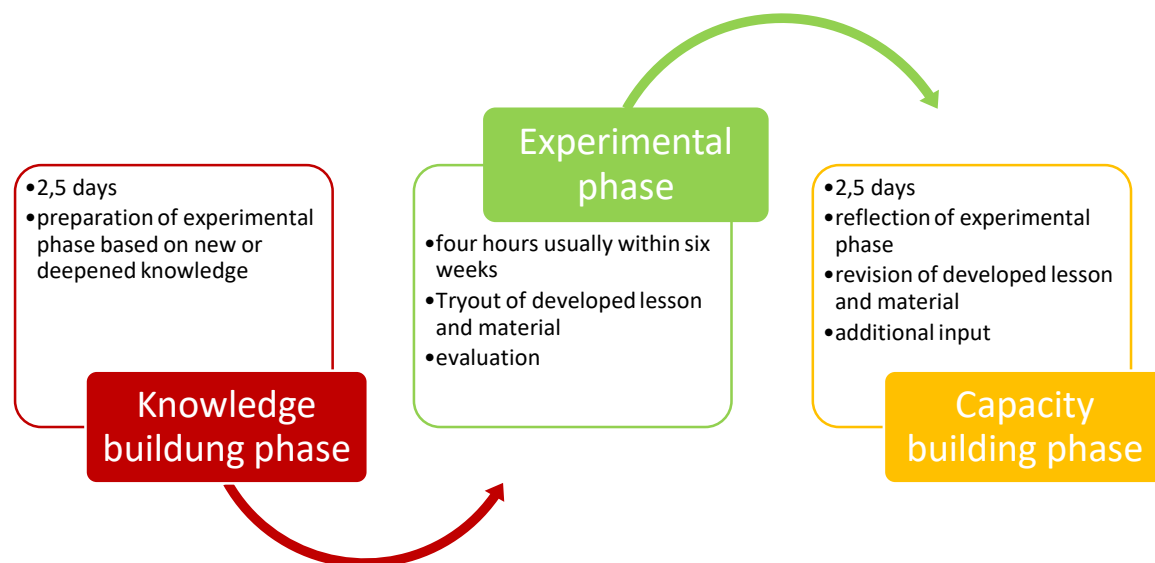 •2,5 days
•preparation of experimental
phase based on new or
deepened knowledge
Knowledge
buildung phase
Experimental
phase
•four hours usually within six
weeks
•Tryout of developed lesson
and material
•evaluation
•2,5 days
•reflection of experimental
phase
•revision of developed lesson
and material
•additional input
Capacity
building phase